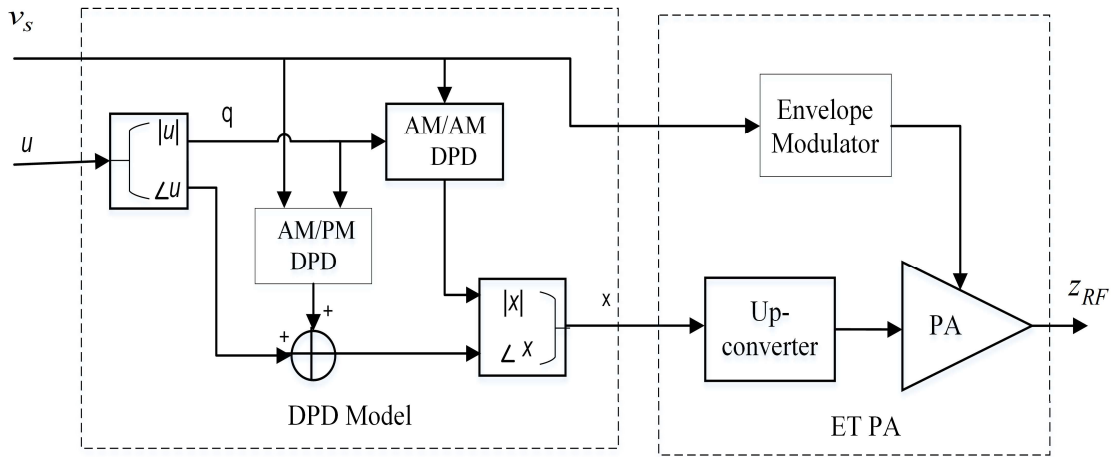 v_s
u
|u|
∠u
q
AM/AM
DPD
AM/PM
DPD
+
+
|x|
∠ x
x
DPD Model
Envelope
Modulator
Up-
converter
PA
z_RF
ET PA